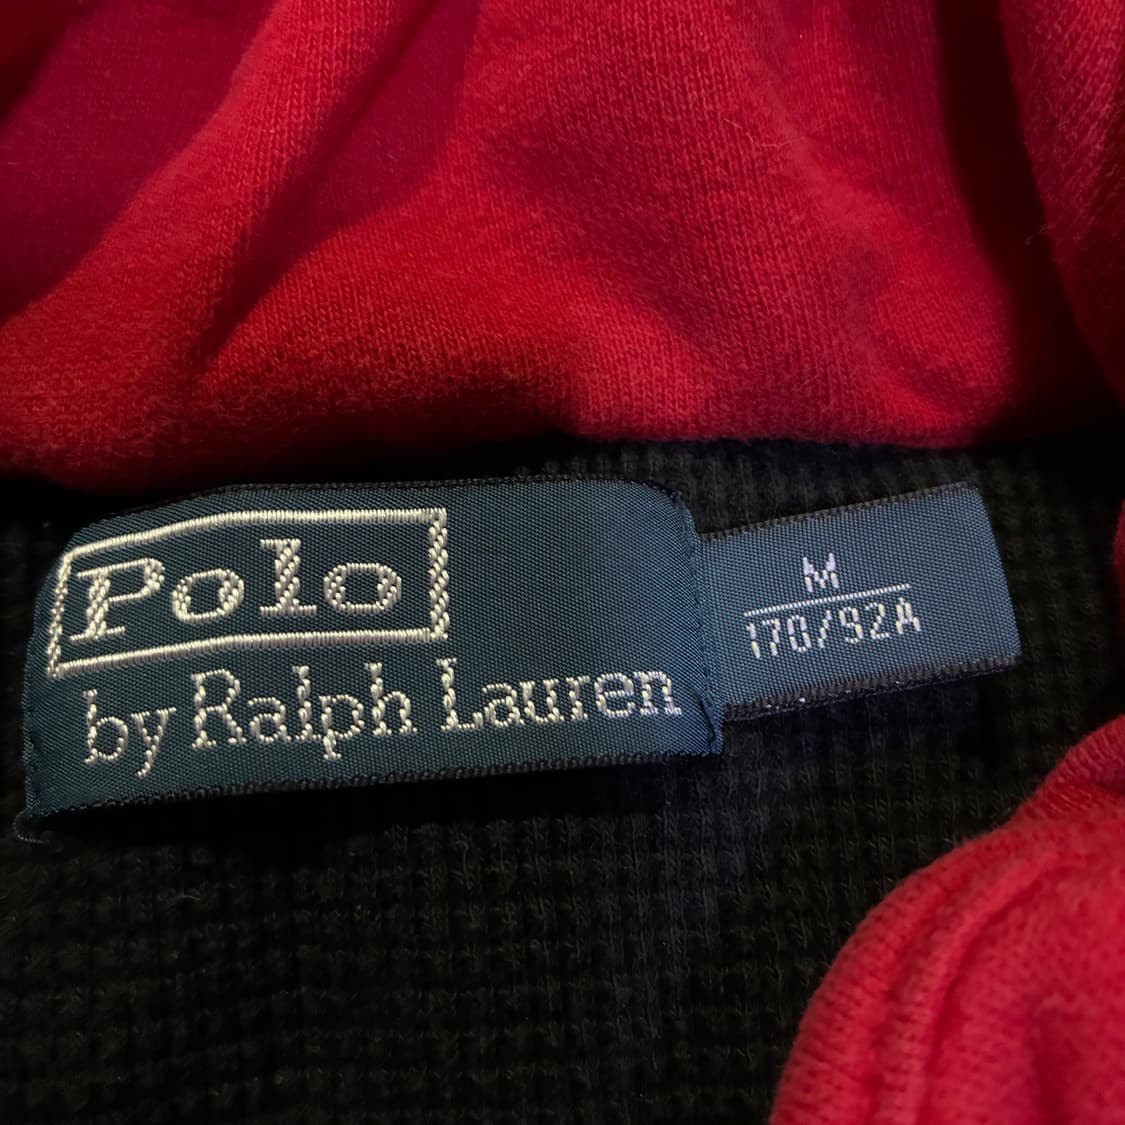 Polo
by Ralph Lauren
M
170/92A